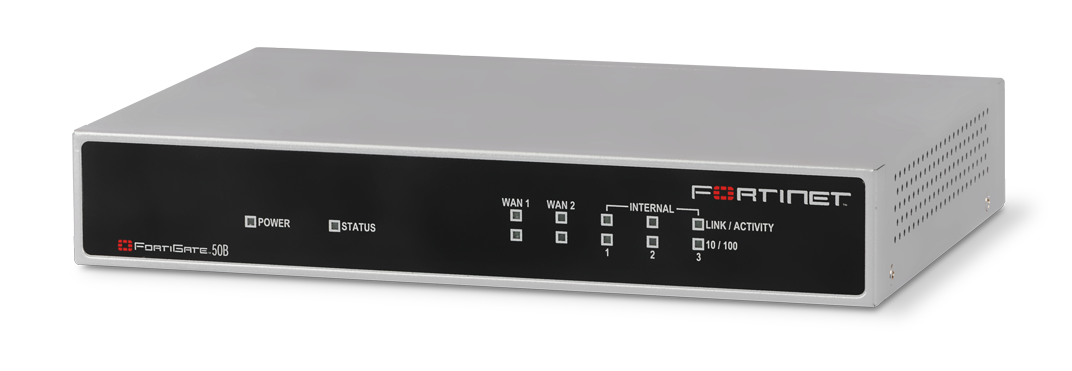 FORTINET
WAN 1 WAN 2 INTERNAL
POWER STATUS LINK / ACTIVITY
10 / 100
1 2 3
FORTIGATE 50B